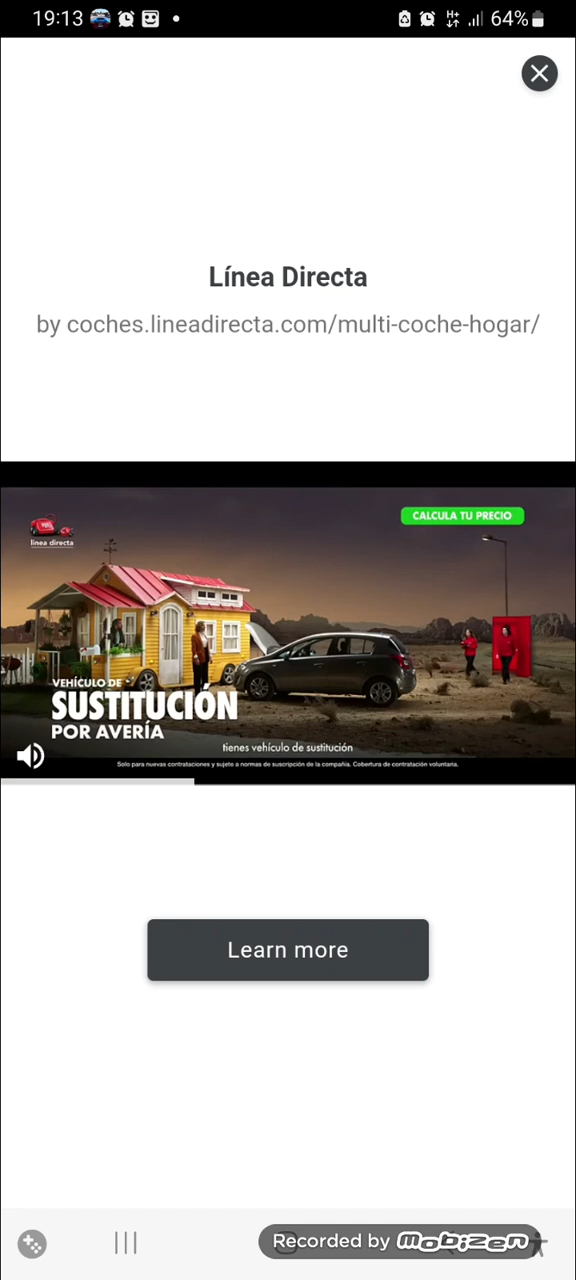 19:13
H+
64%
Línea Directa
by coches.lineadirecta.com/multi-coche-hogar/
CALCULA TU PRECIO
línea directa
VEHÍCULO DE
SUSTITUCIÓN
POR AVERÍA
tienes vehículo de sustitución
Solo para nuevas contrataciones y sujeto a normas de suscripción de la compañía. Cobertura de contratación voluntaria.
Learn more
Recorded by mobizen